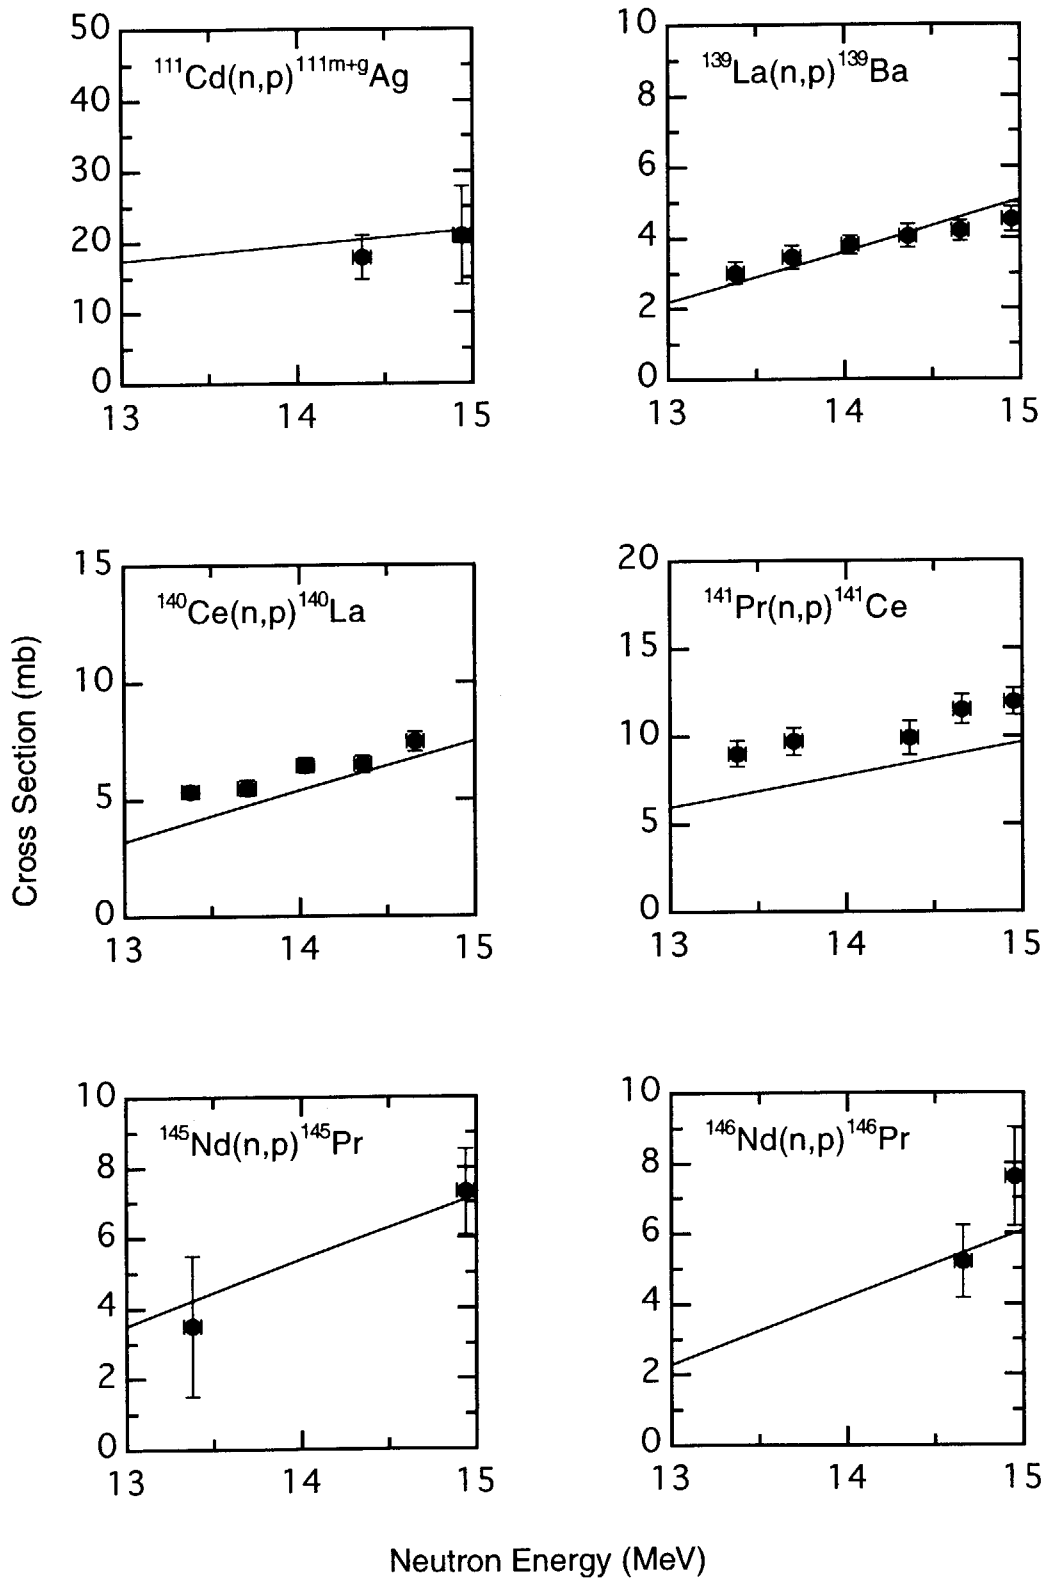 50
40
30
20
10
0
13 14 15
¹¹¹Cd(n,p)¹¹¹ᵐ⁺ᵍAg
10
8
6
4
2
0
13 14 15
¹³⁹La(n,p)¹³⁹Ba
Cross Section (mb)
15
10
5
0
13 14 15
¹⁴⁰Ce(n,p)¹⁴⁰La
20
15
10
5
0
13 14 15
¹⁴¹Pr(n,p)¹⁴¹Ce
10
8
6
4
2
0
13 14 15
¹⁴⁵Nd(n,p)¹⁴⁵Pr
10
8
6
4
2
0
13 14 15
¹⁴⁶Nd(n,p)¹⁴⁶Pr
Neutron Energy (MeV)